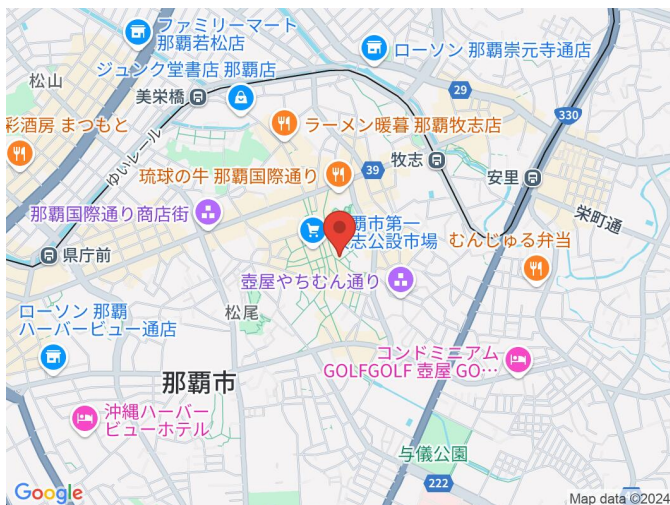 ファミリーマート
那覇若松店
ローソン 那覇崇元寺通店
松山
ジュンク堂書店 那覇店
美栄橋
29
330
彩酒房 まつもと
ラーメン暖暮 那覇牧志店
ゆいレール
牧志
39
安里
琉球の牛 那覇国際通り
栄町通
那覇国際通り商店街
覇市第一
志公設市場
むんじゅる弁当
県庁前
壺屋やちむん通り
ローソン 那覇
ハーバービュー通店
松尾
コンドミニアム
GOLFGOLF 壺屋 GO…
那覇市
沖縄ハーバー
ビューホテル
与儀公園
222
Google
Map data ©2024